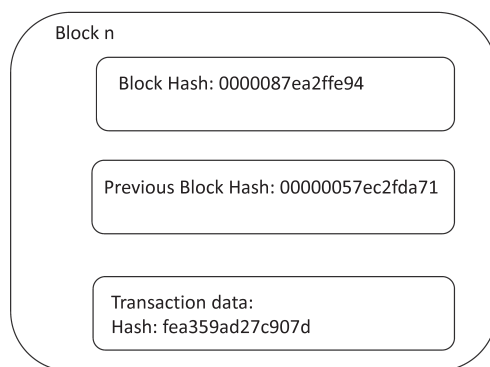 Block n
Block Hash: 0000087ea2ffe94
Previous Block Hash: 00000057ec2fda71
Transaction data:
Hash: fea359ad27c907d